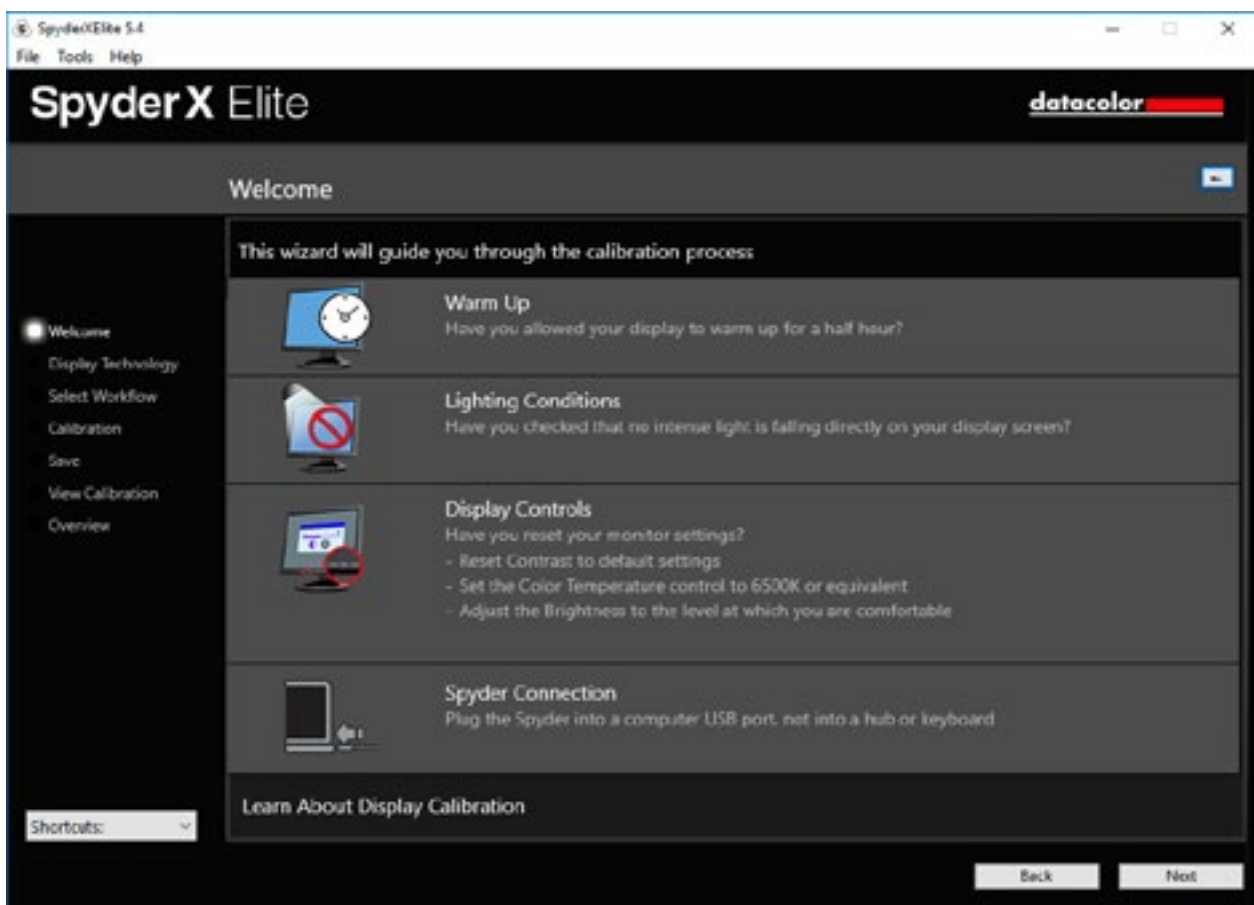 SpyderXElite 5.4
File Tools Help
SpyderX Elite
datacolor
Welcome
This wizard will guide you through the calibration process
Warm Up
Have you allowed your display to warm up for a half hour?
Welcome
Display Technology
Select Workflow
Calibration
Save
View Calibration
Overview
Lighting Conditions
Have you checked that no intense light is falling directly on your display screen?
Display Controls
Have you reset your monitor settings?
- Reset Contrast to default settings
- Set the Color Temperature control to 6500K or equivalent
- Adjust the Brightness to the level at which you are comfortable
Spyder Connection
Plug the Spyder into a computer USB port, not into a hub or keyboard
Learn About Display Calibration
Shortcuts:
Back
Next